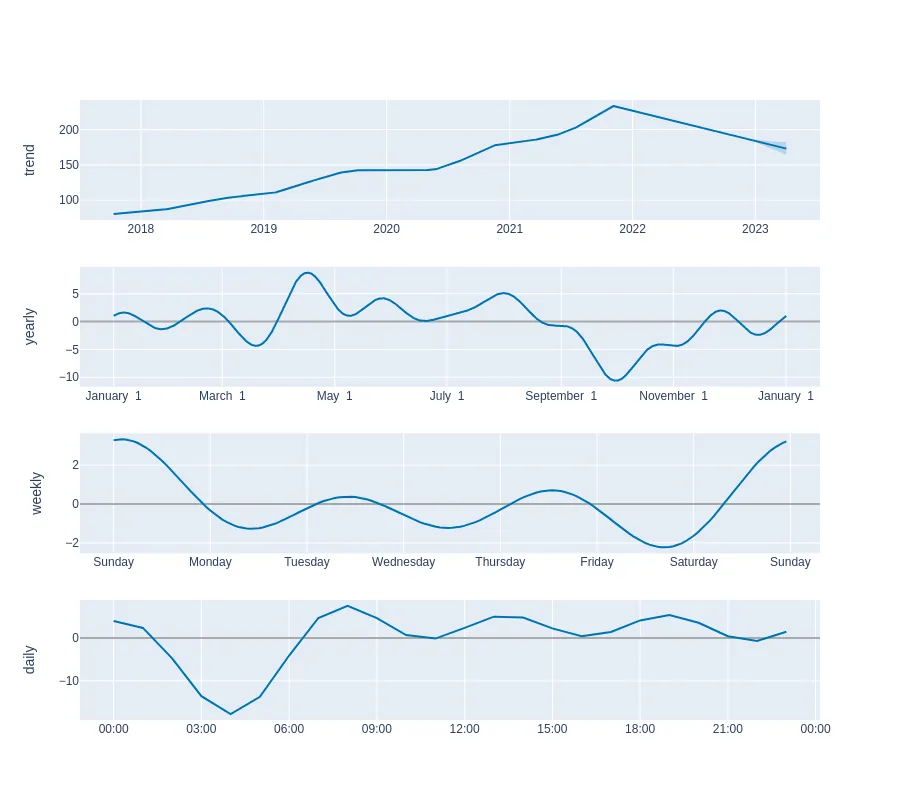 trend
200
150
100
2018 2019 2020 2021 2022 2023
yearly
5
0
−5
−10
January 1 March 1 May 1 July 1 September 1 November 1 January 1
weekly
2
0
−2
Sunday Monday Tuesday Wednesday Thursday Friday Saturday Sunday
daily
0
−10
00:00 03:00 06:00 09:00 12:00 15:00 18:00 21:00 00:00